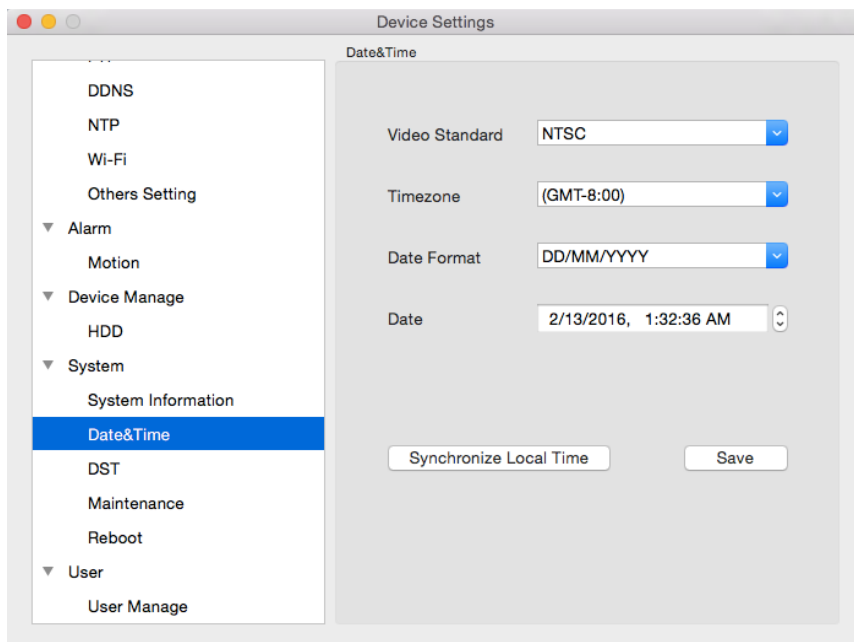 Device Settings
Date&Time
DDNS
NTP
Wi-Fi
Others Setting
Alarm
Motion
Device Manage
HDD
System
System Information
Date&Time
DST
Maintenance
Reboot
User
User Manage
Video Standard NTSC
Timezone (GMT-8:00)
Date Format DD/MM/YYYY
Date 2/13/2016, 1:32:36 AM
Synchronize Local Time Save